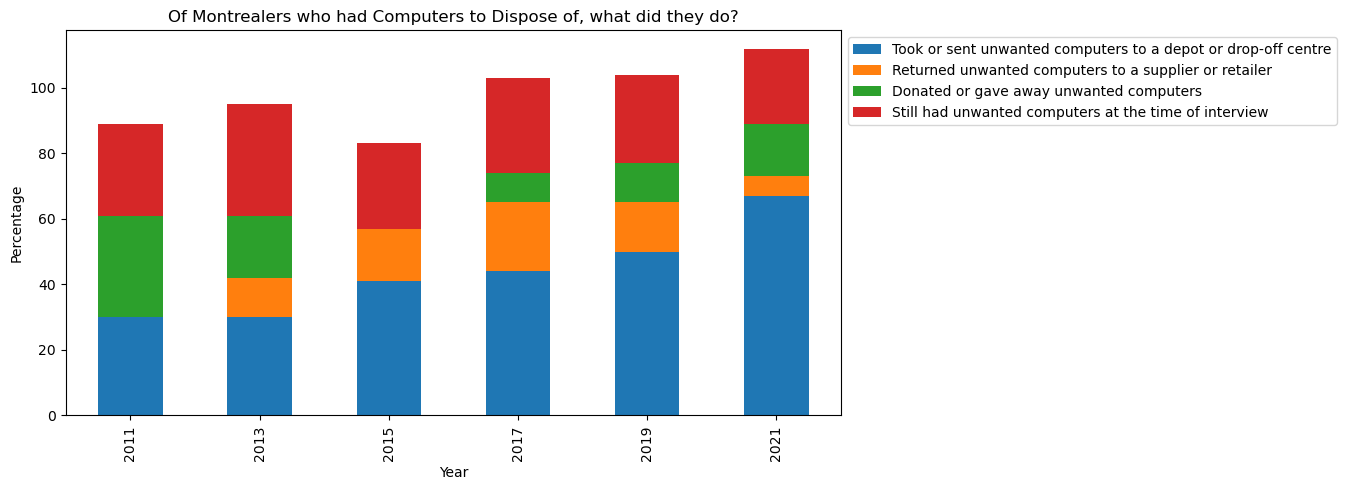 Of Montrealers who had Computers to Dispose of, what did they do?
Took or sent unwanted computers to a depot or drop-off centre
Returned unwanted computers to a supplier or retailer
Donated or gave away unwanted computers
Still had unwanted computers at the time of interview
Percentage
100
80
60
40
20
0
2011
2013
2015
2017
2019
2021
Year